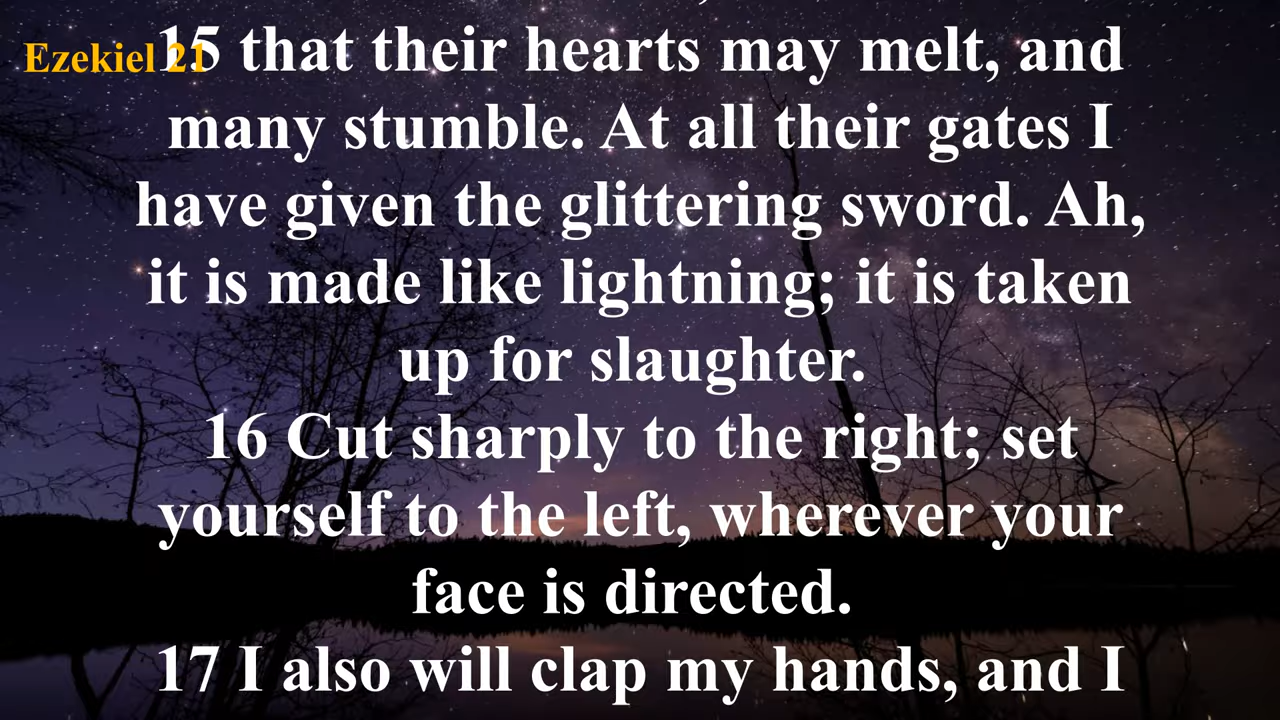 Ezekiel 21
15 that their hearts may melt, and
many stumble. At all their gates I
have given the glittering sword. Ah,
it is made like lightning; it is taken
up for slaughter.
16 Cut sharply to the right; set
yourself to the left, wherever your
face is directed.
17 I also will clap my hands, and I